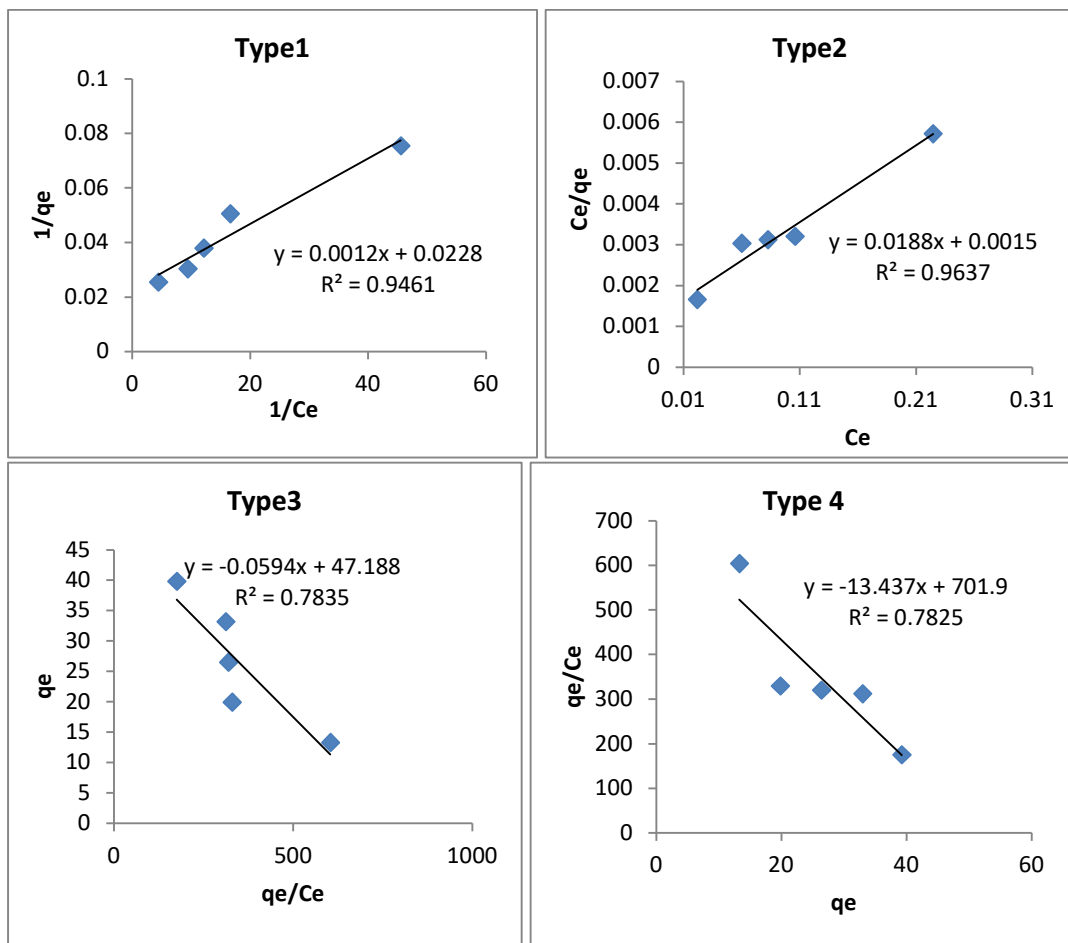 Type1
0.1
0.08
0.06
0.04
0.02
0
1/qe
y = 0.0012x + 0.0228
R² = 0.9461
0
20
40
60
1/Ce
Type2
0.007
0.006
0.005
0.004
0.003
0.002
0.001
0
Ce/qe
y = 0.0188x + 0.0015
R² = 0.9637
0.01
0.11
0.21
0.31
Ce
Type3
45
40
35
30
25
20
15
10
5
0
qe
y = -0.0594x + 47.188
R² = 0.7835
0
500
1000
qe/Ce
Type 4
700
600
500
400
300
200
100
0
qe/Ce
y = -13.437x + 701.9
R² = 0.7825
0
20
40
60
qe